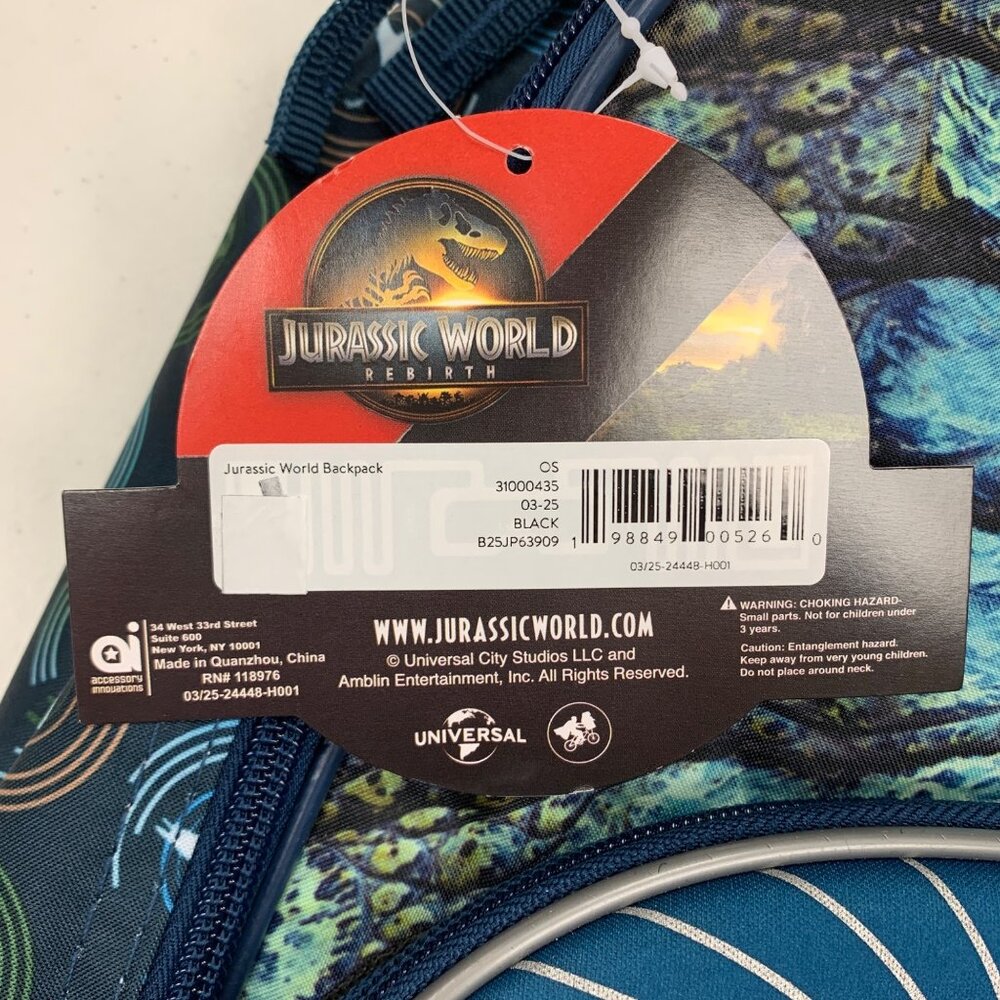 JURASSIC WORLD
REBIRTH
Jurassic World Backpack
OS
31000435
03-25
BLACK
B25JP63909
1 98849 00526 0
03/25-24448-H001
ai
accessory
innovations
34 West 33rd Street
Suite 600
New York, NY 10001
Made in Quanzhou, China
RN# 118976
03/25-24448-H001
WWW.JURASSICWORLD.COM
© Universal City Studios LLC and
Amblin Entertainment, Inc. All Rights Reserved.
UNIVERSAL
WARNING: CHOKING HAZARD-
Small parts. Not for children under
3 years.
Caution: Entanglement hazard.
Keep away from very young children.
Do not place around neck.